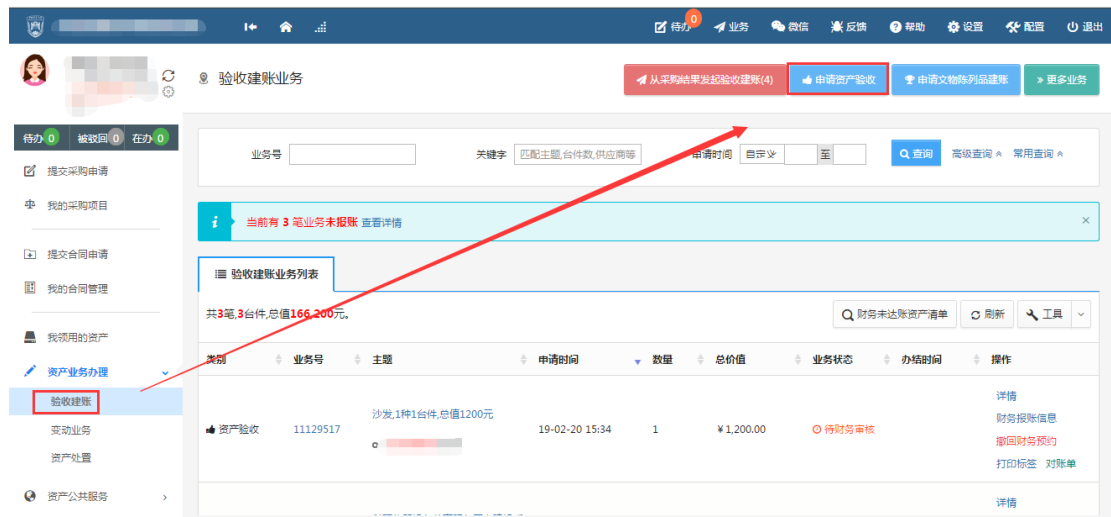 待办 0 业务 微信 反馈 帮助 设置 配置 退出
验收建账业务 从采购结果发起验收建账(4) 申请资产验收 申请文物陈列品建账 » 更多业务
待办 0 被驳回 0 在办 0
业务号 关键字 匹配主题,台件数,供应商等 申请时间 自定义 至 查询 高级查询 常用查询
提交采购申请
我的采购项目
当前有 3 笔业务未报账 查看详情 ×
提交合同申请
验收建账业务列表
我的合同管理
共3笔,3台件,总值166,200元。 财务未达账资产清单 刷新 工具
我领用的资产
类别 业务号 主题 申请时间 数量 总价值 业务状态 办结时间 操作
资产业务办理
验收建账
变动业务
资产处置
资产公共服务
资产验收 11129517 沙发,1种1台件,总值1200元 19-02-20 15:34 1 ¥1,200.00 待财务审核
详情
财务报账信息
撤回财务预约
打印标签 对账单
详情